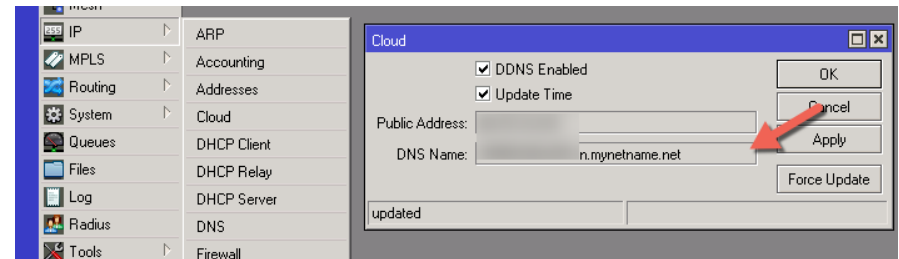 Mesh
255 IP
MPLS
Routing
System
Queues
Files
Log
Radius
Tools
ARP
Accounting
Addresses
Cloud
DHCP Client
DHCP Relay
DHCP Server
DNS
Firewall
Cloud
DDNS Enabled
Update Time
Public Address:
DNS Name: n.mynetname.net
updated
OK
Cancel
Apply
Force Update